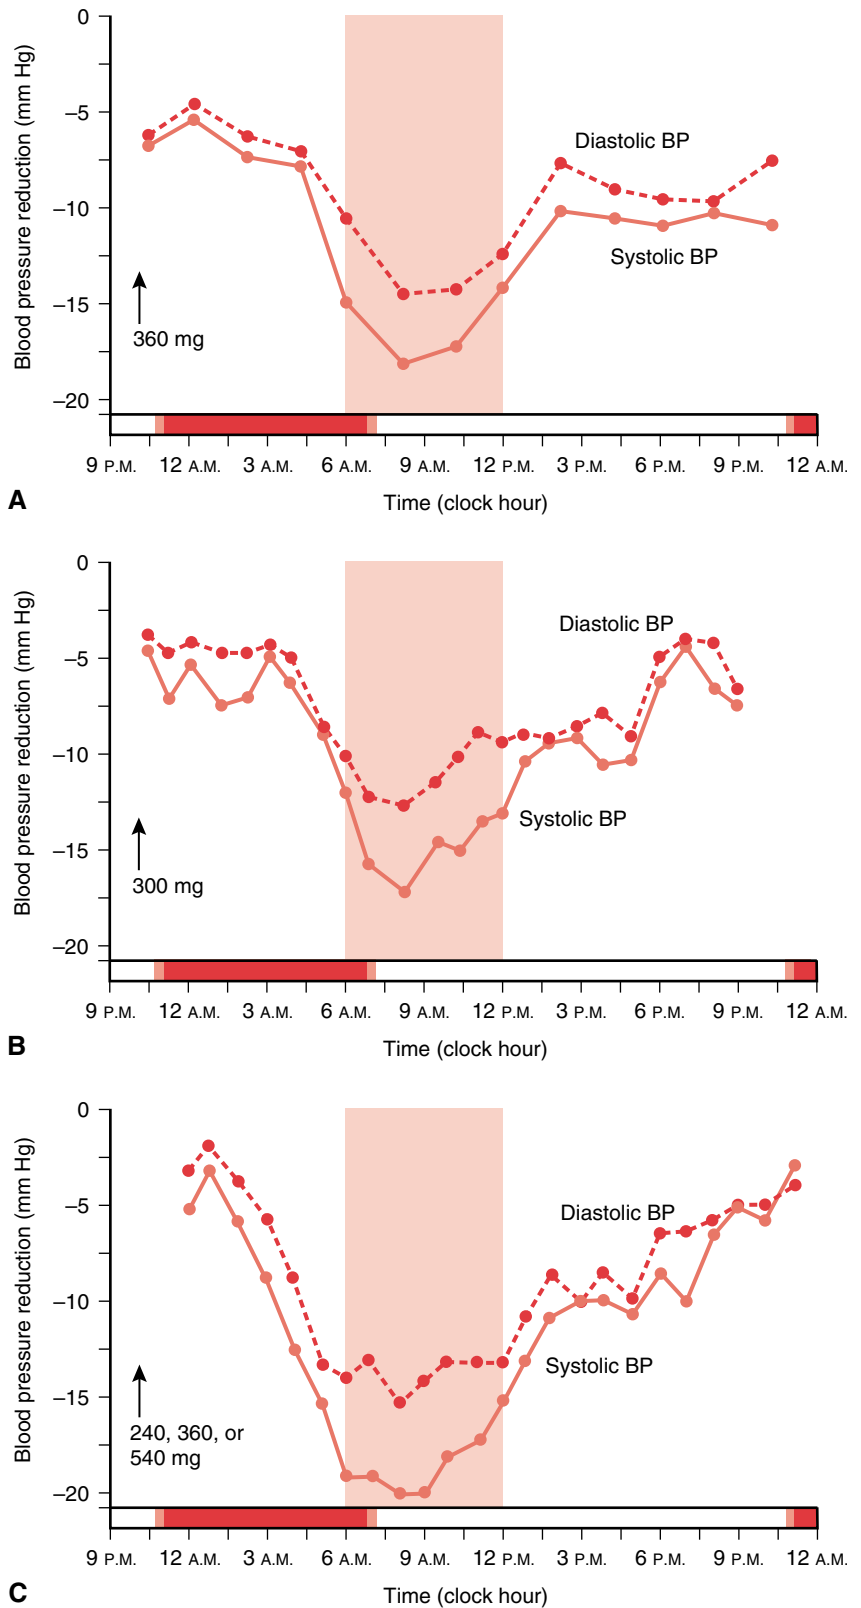 0
–5
–10
–15
–20
Blood pressure reduction (mm Hg)
Diastolic BP
Systolic BP
360 mg
9 P.M. 12 A.M. 3 A.M. 6 A.M. 9 A.M. 12 P.M. 3 P.M. 6 P.M. 9 P.M. 12 A.M.
Time (clock hour)
A
0
–5
–10
–15
–20
Blood pressure reduction (mm Hg)
Diastolic BP
Systolic BP
300 mg
9 P.M. 12 A.M. 3 A.M. 6 A.M. 9 A.M. 12 P.M. 3 P.M. 6 P.M. 9 P.M. 12 A.M.
Time (clock hour)
B
0
–5
–10
–15
–20
Blood pressure reduction (mm Hg)
Diastolic BP
Systolic BP
240, 360, or
540 mg
9 P.M. 12 A.M. 3 A.M. 6 A.M. 9 A.M. 12 P.M. 3 P.M. 6 P.M. 9 P.M. 12 A.M.
Time (clock hour)
C